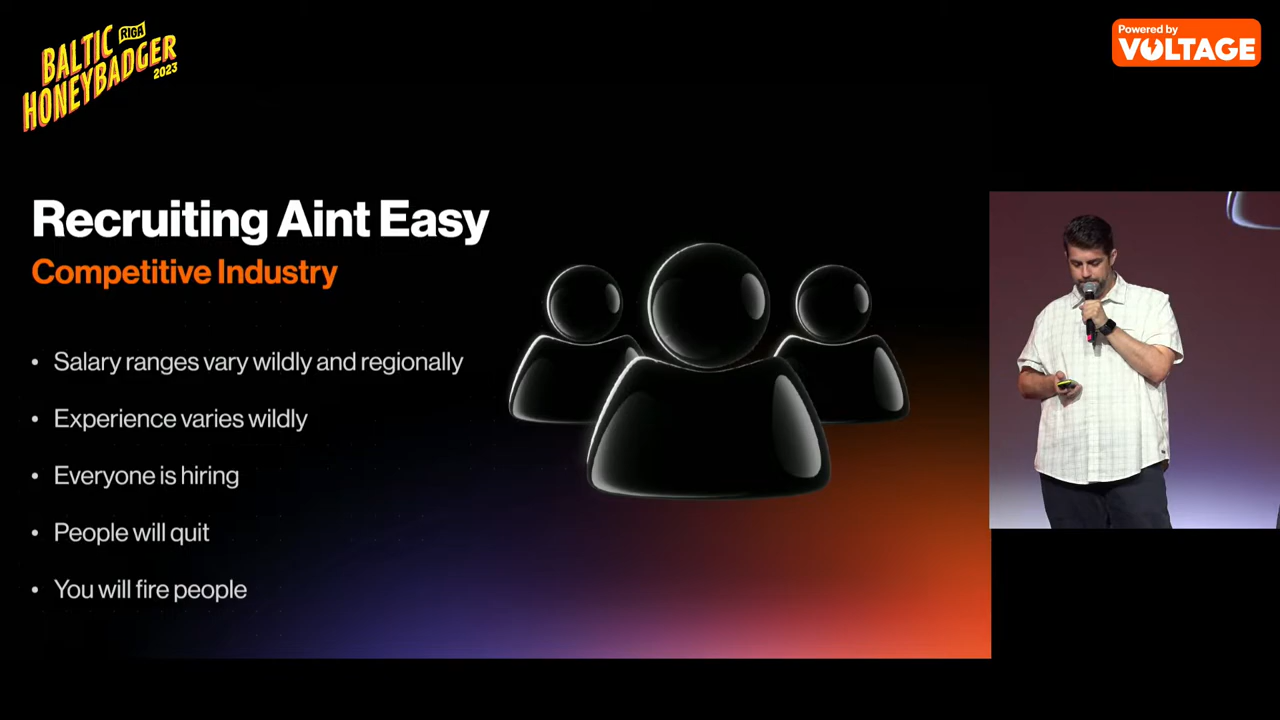 BALTIC
RIGA
HONEYBADGER
2023
Powered by
VOLTAGE
Recruiting Aint Easy
Competitive Industry
• Salary ranges vary wildly and regionally
• Experience varies wildly
• Everyone is hiring
• People will quit
• You will fire people